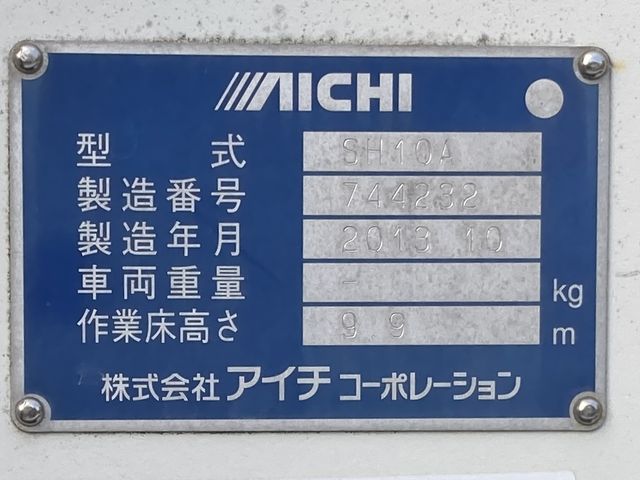 AICHI
型式 SH10A
製造番号 744232
製造年月 2013 10
車両重量 - kg
作業床高さ 9.9 m
株式会社 アイチ コーポレーション